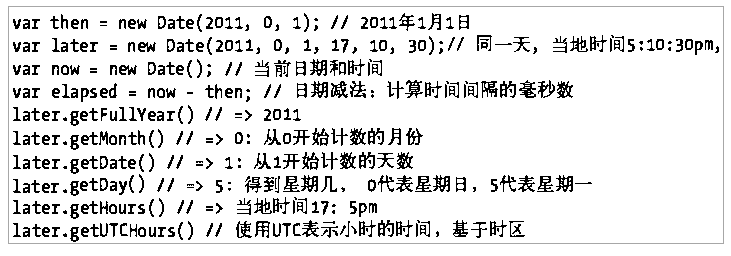 var then = new Date(2011, 0, 1); // 2011年1月1日
var later = new Date(2011, 0, 1, 17, 10, 30);// 同一天, 当地时间5:10:30pm,
var now = new Date(); // 当前日期和时间
var elapsed = now - then; // 日期减法: 计算时间间隔的毫秒数
later.getFullYear() // => 2011
later.getMonth() // => 0: 从0开始计数的月份
later.getDate() // => 1: 从1开始计数的天数
later.getDay() // => 5: 得到星期几, 0代表星期日, 5代表星期一
later.getHours() // => 当地时间17: 5pm
later.getUTCHours() // 使用UTC表示小时的时间, 基于时区